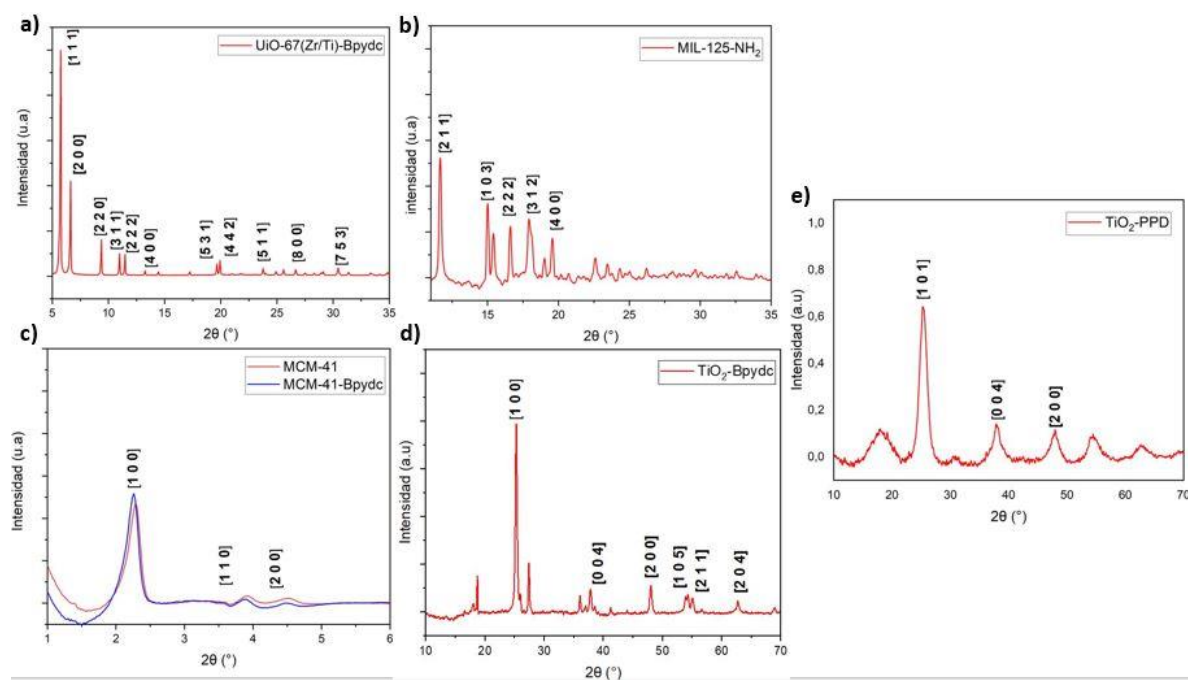 a)
UiO-67(Zr/Ti)-Bpydc
[1 1 1]
[2 0 0]
[2 2 0]
[3 1 1]
[2 2 2]
[4 0 0]
[5 3 1]
[4 4 2]
[5 1 1]
[8 0 0]
[7 5 3]
Intensidad (u.a)
5 10 15 20 25 30 35
2θ (°)
b)
MIL-125-NH₂
[2 1 1]
[1 0 3]
[2 2 2]
[3 1 2]
[4 0 0]
intensidad (u.a)
15 20 25 30 35
2θ (°)
c)
MCM-41
MCM-41-Bpydc
[1 0 0]
[1 1 0]
[2 0 0]
Intensidad (u.a)
1 2 3 4 5 6
2θ (°)
d)
TiO₂-Bpydc
[1 0 0]
[0 0 4]
[2 0 0]
[1 0 5]
[2 1 1]
[2 0 4]
Intensidad (a.u)
10 20 30 40 50 60 70
2θ (°)
e)
TiO₂-PPD
[1 0 1]
[0 0 4]
[2 0 0]
Intensidad (a.u)
1,0
0,8
0,6
0,4
0,2
0,0
10 20 30 40 50 60 70
2θ (°)